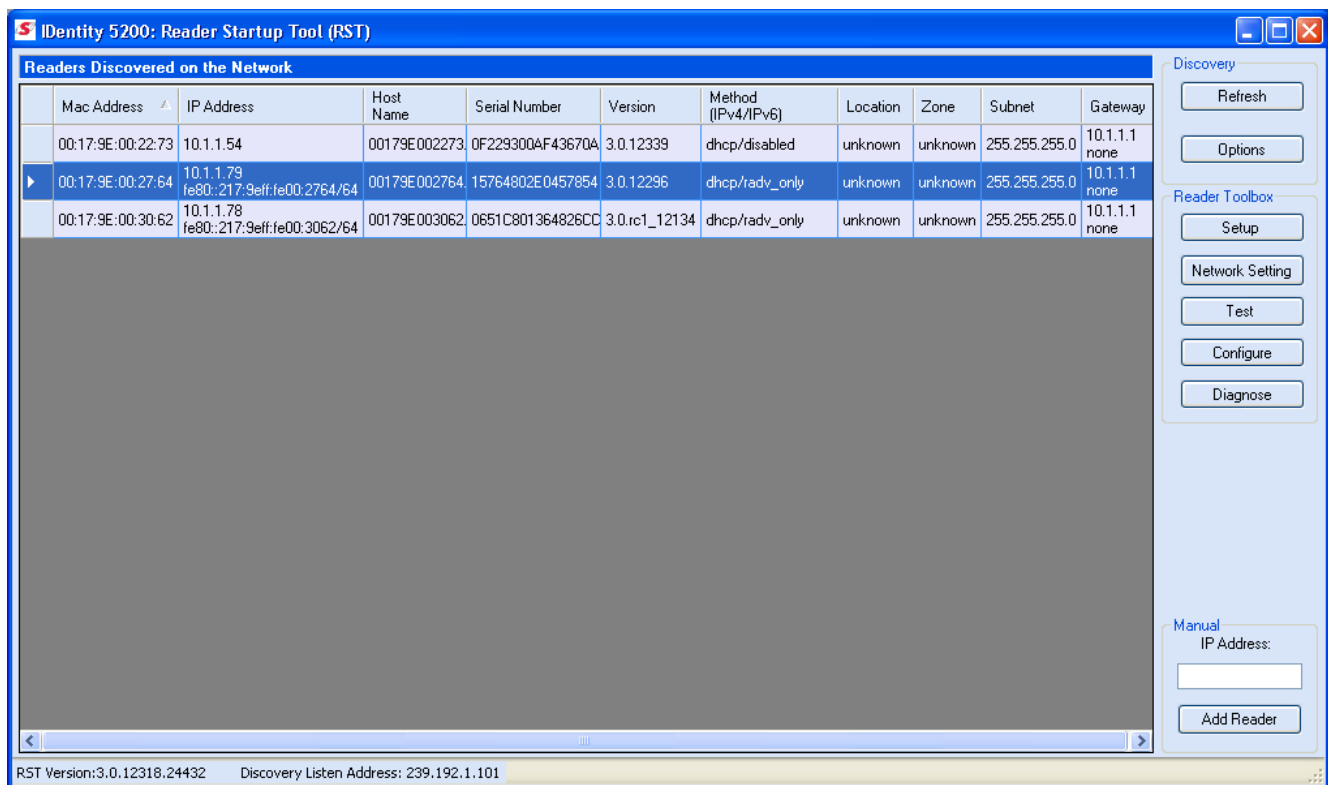 IDentity 5200: Reader Startup Tool (RST)
Readers Discovered on the Network
Mac Address IP Address Host Name Serial Number Version Method (IPv4/IPv6) Location Zone Subnet Gateway
00:17:9E:00:22:73 10.1.1.54 00179E002273. 0F229300AF43670A 3.0.12339 dhcp/disabled unknown unknown 255.255.255.0 10.1.1.1 none
00:17:9E:00:27:64 10.1.1.79 fe80::217:9eff:fe00:2764/64 00179E002764. 15764802E0457854 3.0.12296 dhcp/radv_only unknown unknown 255.255.255.0 10.1.1.1 none
00:17:9E:00:30:62 10.1.1.78 fe80::217:9eff:fe00:3062/64 00179E003062. 0651C801364826CC 3.0.rc1_12134 dhcp/radv_only unknown unknown 255.255.255.0 10.1.1.1 none
Discovery
Refresh
Options
Reader Toolbox
Setup
Network Setting
Test
Configure
Diagnose
Manual
IP Address:
Add Reader
RST Version:3.0.12318.24432 Discovery Listen Address: 239.192.1.101